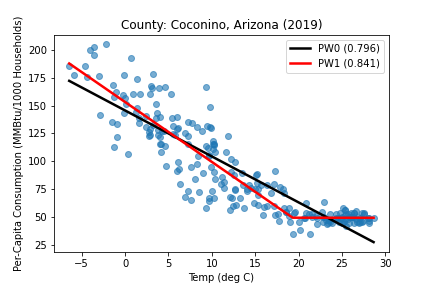 County: Coconino, Arizona (2019)
PW0 (0.796)
PW1 (0.841)
Per-Capita Consumption (MMBtu/1000 Households)
200
175
150
125
100
75
50
25
−5 0 5 10 15 20 25 30
Temp (deg C)